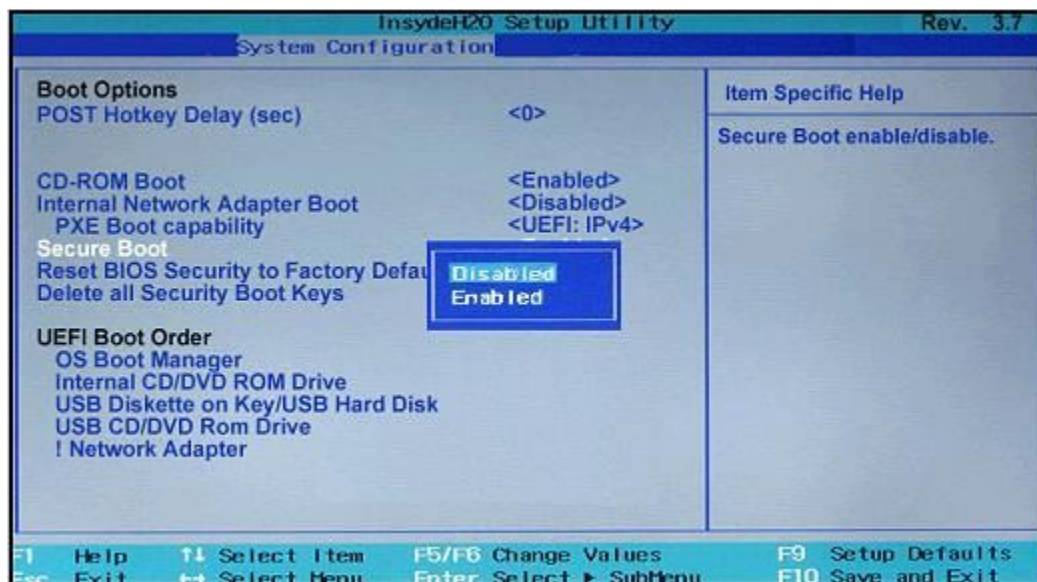 InsydeH20 Setup Utility Rev. 3.7
System Configuration
Boot Options
POST Hotkey Delay (sec) <0>
CD-ROM Boot <Enabled>
Internal Network Adapter Boot <Disabled>
PXE Boot capability <UEFI: IPv4>
Secure Boot
Reset BIOS Security to Factory Defau
Delete all Security Boot Keys
Disabled
Enabled
UEFI Boot Order
OS Boot Manager
Internal CD/DVD ROM Drive
USB Diskette on Key/USB Hard Disk
USB CD/DVD Rom Drive
! Network Adapter
Item Specific Help
Secure Boot enable/disable.
F1 Help ↑↓ Select Item F5/F6 Change Values F9 Setup Defaults
Esc Exit ↔ Select Menu Enter Select ▶ SubMenu F10 Save and Exit